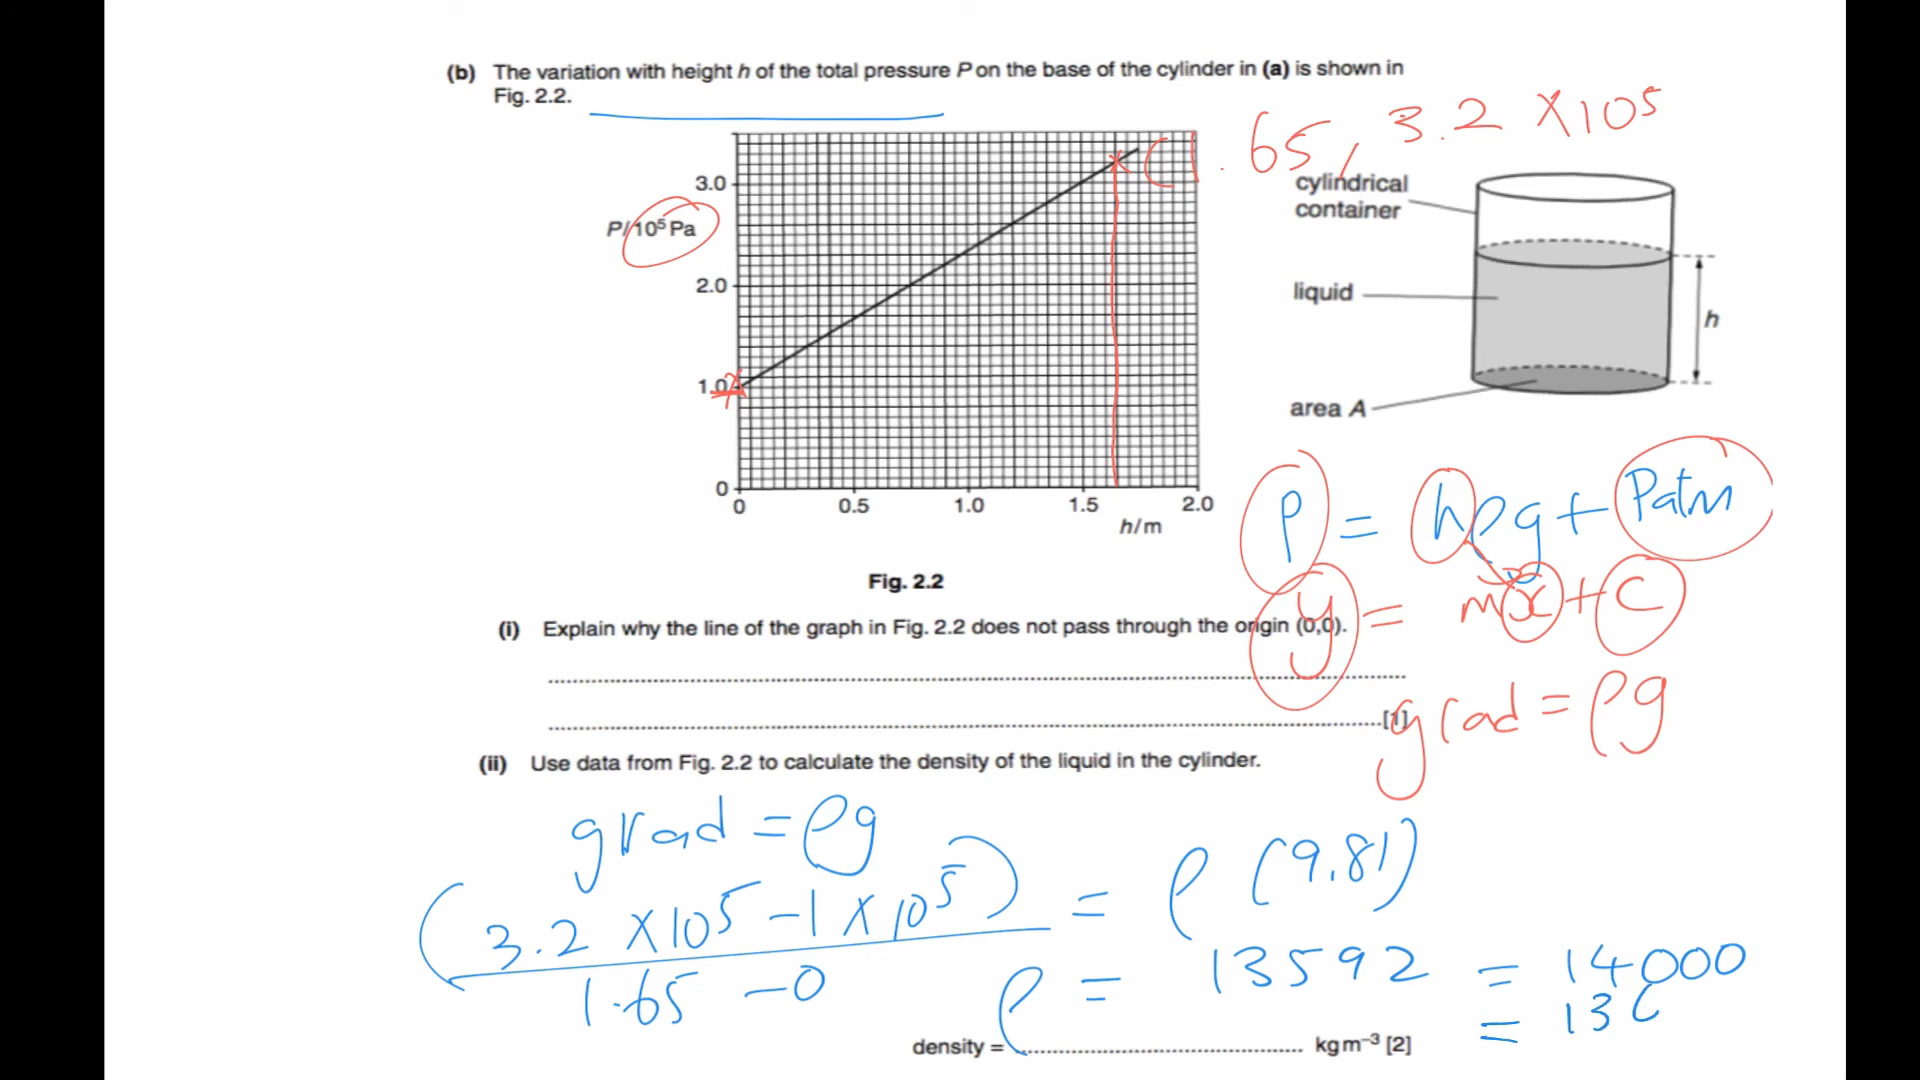 (b) The variation with height h of the total pressure P on the base of the cylinder in (a) is shown in
Fig. 2.2.
(1.65, 3.2 ×10⁵
3.0
P/10⁵ Pa
2.0
1.0
0
0 0.5 1.0 1.5 2.0
h/m
Fig. 2.2
cylindrical
container
liquid
h
area A
P = hρg + Patm
y = mx + c
grad = ρg
(i) Explain why the line of the graph in Fig. 2.2 does not pass through the origin (0,0).
[1]
(ii) Use data from Fig. 2.2 to calculate the density of the liquid in the cylinder.
grad = ρg
(3.2 ×10⁵ – 1 ×10⁵) = ρ (9.81)
1.65 – 0
ρ = 13592 = 14000
= 136
density = kg m⁻³ [2]